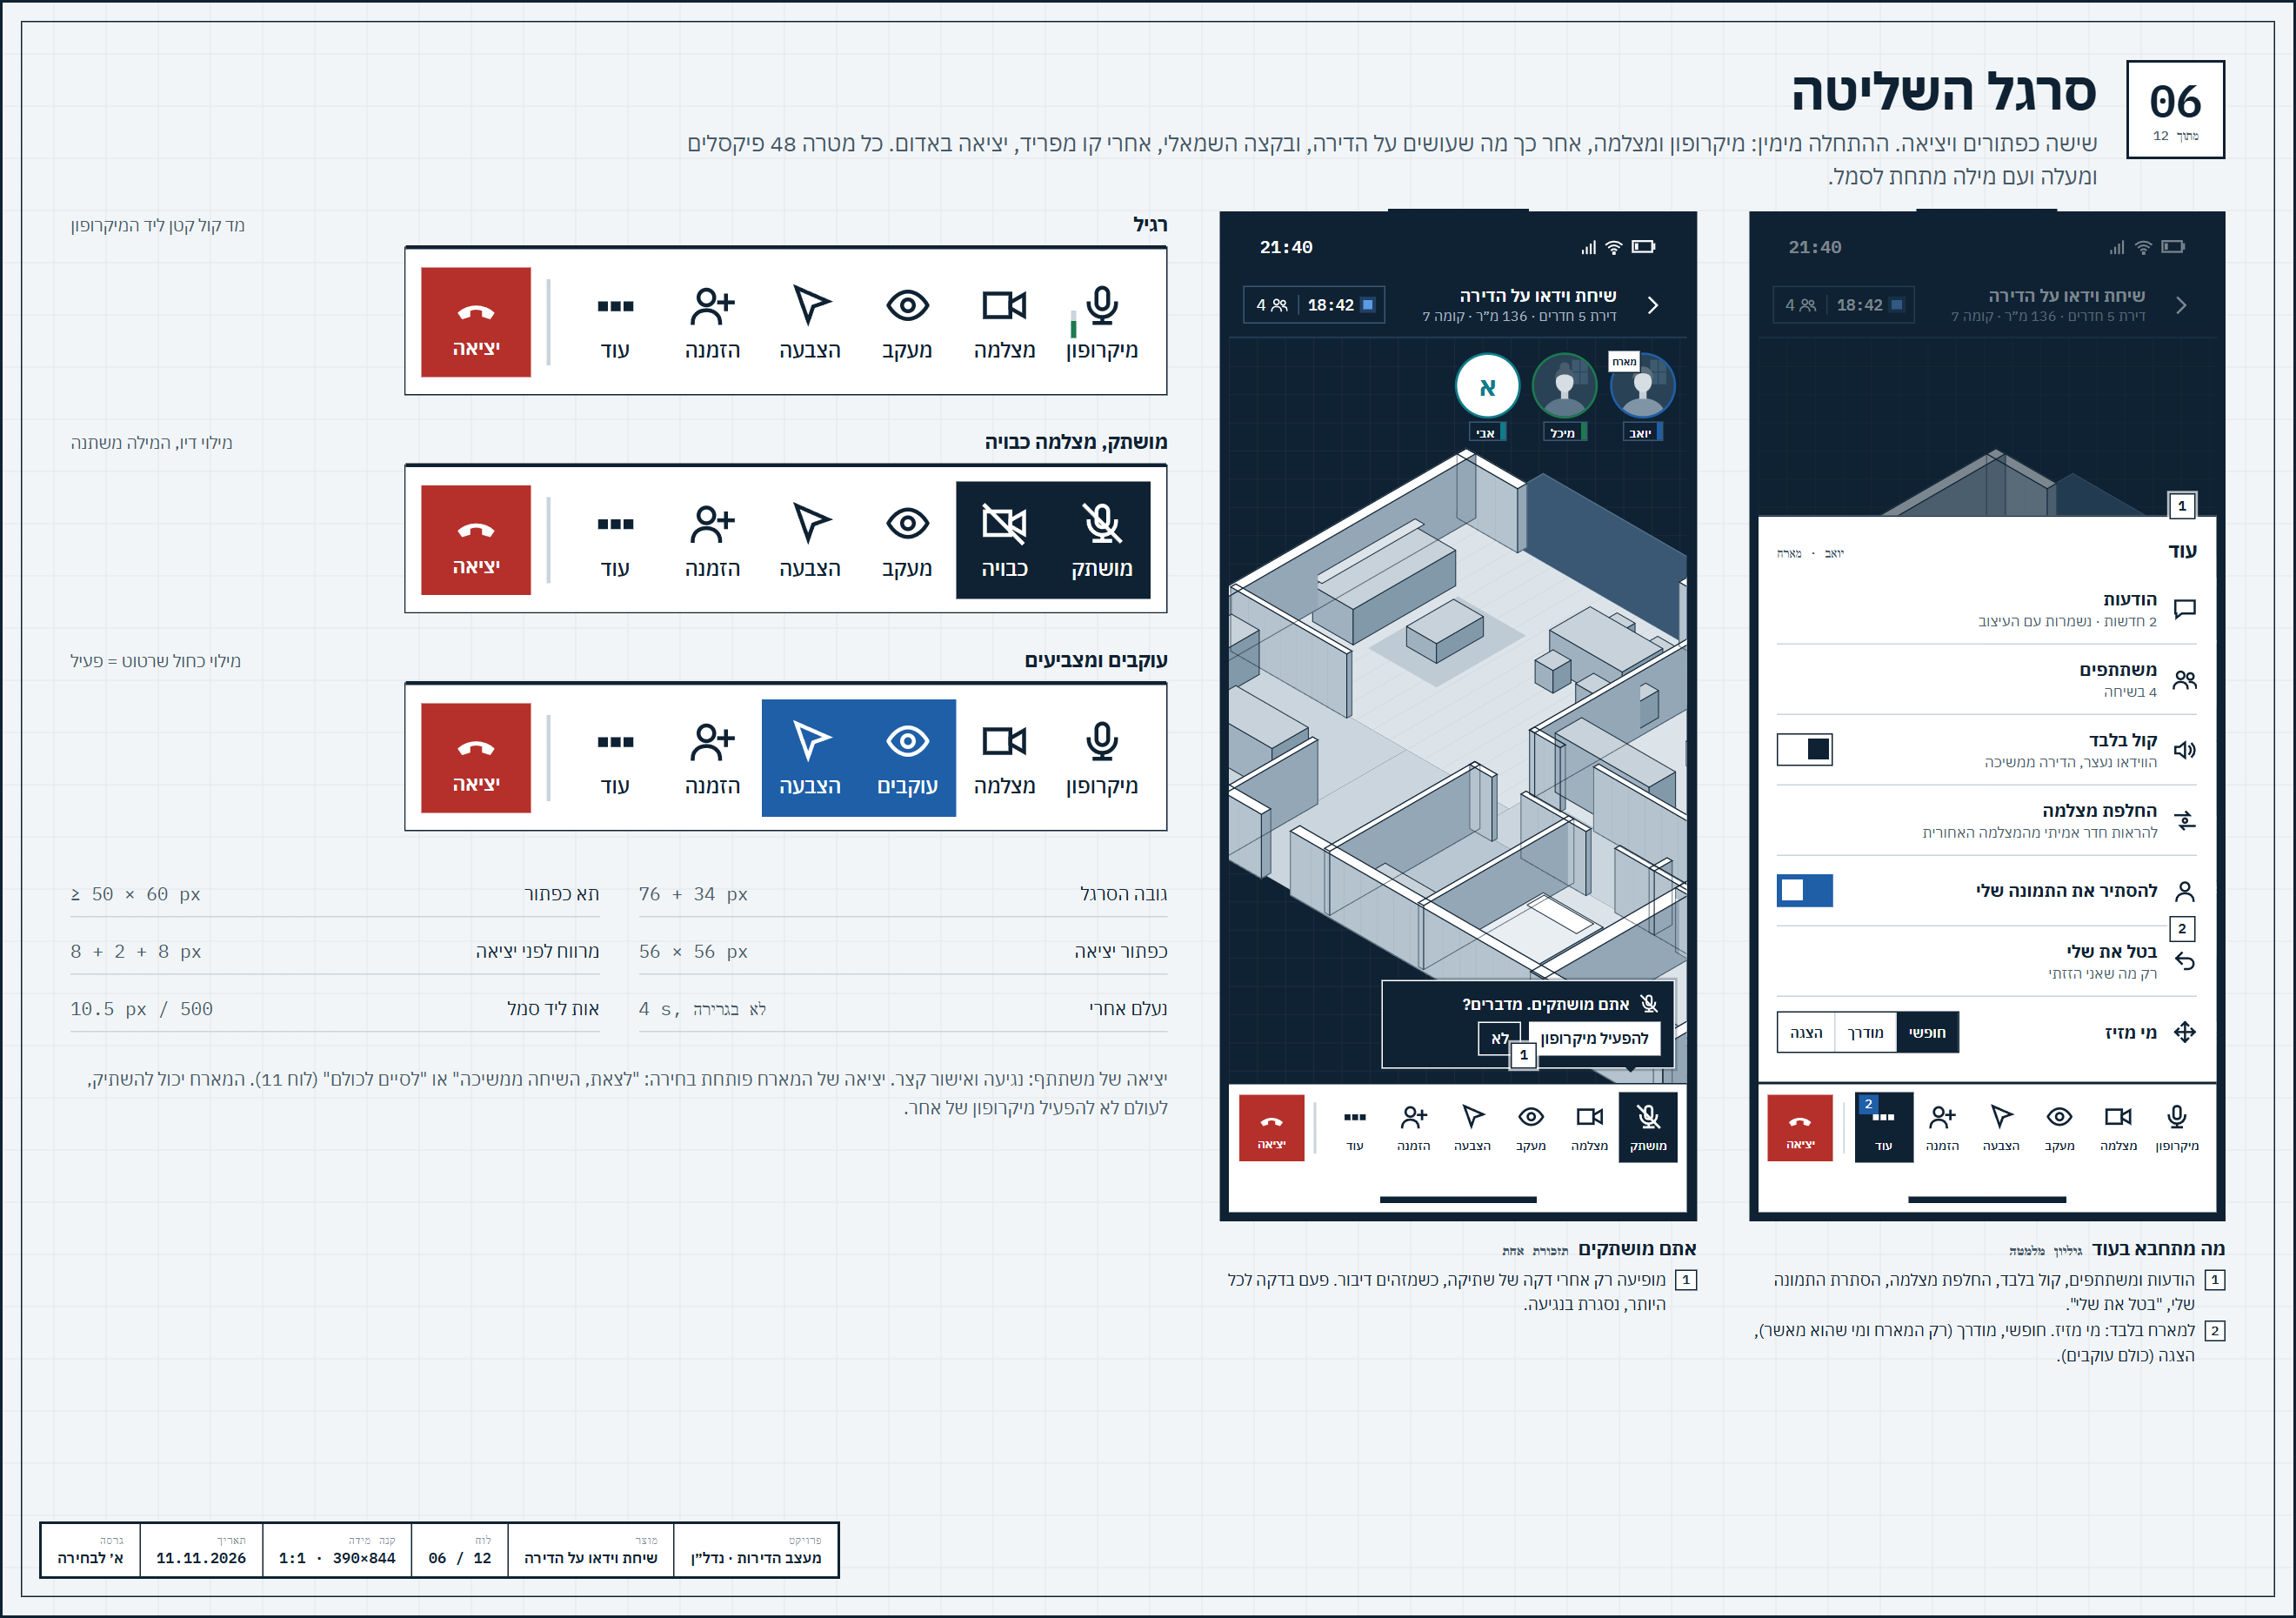 06
מתוך 12
סרגל השליטה
שישה כפתורים ויציאה. ההתחלה מימין: מיקרופון ומצלמה, אחר כך מה שעושים על הדירה, ובקצה השמאלי, אחרי קו מפריד, יציאה באדום. כל מטרה 48 פיקסלים
ומעלה ועם מילה מתחת לסמל.
21:40
שיחת וידאו על הדירה
דירת 5 חדרים · 136 מ״ר · קומה 7
18:42
4
1
עוד
יואב · מארח
הודעות
2 חדשות · נשמרות עם העיצוב
משתתפים
4 בשיחה
קול בלבד
הווידאו נעצר, הדירה ממשיכה
החלפת מצלמה
להראות חדר אמיתי מהמצלמה האחורית
להסתיר את התמונה שלי
2
בטל את שלי
רק מה שאני הזזתי
מי מזיז
חופשי
מודרך
הצגה
מיקרופון
מצלמה
מעקב
הצבעה
הזמנה
2
עוד
יציאה
מה מתחבא בעוד גיליון מלמטה
1 הודעות ומשתתפים, קול בלבד, החלפת מצלמה, הסתרת התמונה
שלי, "בטל את שלי".
2 למארח בלבד: מי מזיז. חופשי, מודרך (רק המארח ומי שהוא מאשר),
הצגה (כולם עוקבים).
21:40
שיחת וידאו על הדירה
דירת 5 חדרים · 136 מ״ר · קומה 7
18:42
4
מארח
א
יואב
מיכל
אבי
אתם מושתקים. מדברים?
להפעיל מיקרופון
לא
1
מושתק
מצלמה
מעקב
הצבעה
הזמנה
עוד
יציאה
אתם מושתקים תזכורת אחת
1 מופיעה רק אחרי דקה של שתיקה, כשמזהים דיבור. פעם בדקה לכל
היותר, נסגרת בנגיעה.
רגיל
מד קול קטן ליד המיקרופון
מיקרופון
מצלמה
מעקב
הצבעה
הזמנה
עוד
יציאה
מושתק, מצלמה כבויה
מילוי דיו, המילה משתנה
מושתק
כבויה
מעקב
הצבעה
הזמנה
עוד
יציאה
עוקבים ומצביעים
מילוי כחול שרטוט = פעיל
מיקרופון
מצלמה
עוקבים
הצבעה
הזמנה
עוד
יציאה
גובה הסרגל
76 + 34 px
תא כפתור
≥ 50 × 60 px
כפתור יציאה
56 × 56 px
מרווח לפני יציאה
8 + 2 + 8 px
נעלם אחרי
4 s, לא בגרירה
אות ליד סמל
10.5 px / 500
יציאה של משתתף: נגיעה ואישור קצר. יציאה של המארח פותחת בחירה: "לצאת, השיחה ממשיכה" או "לסיים לכולם" (לוח 11). המארח יכול להשתיק,
לעולם לא להפעיל מיקרופון של אחר.
פרויקט
מעצב הדירות · נדל״ן
מוצר
שיחת וידאו על הדירה
לוח
06 / 12
קנה מידה
1:1 · 390×844
תאריך
11.11.2026
גרסה
א׳ לבחירה